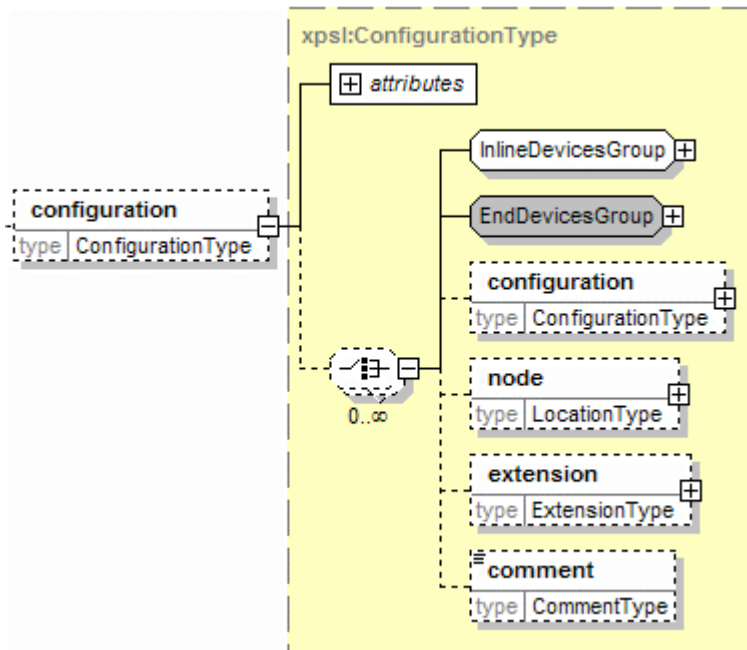 xpsl:ConfigurationType
attributes
InlineDevicesGroup
configuration
type ConfigurationType
EndDevicesGroup
configuration
type ConfigurationType
0..∞
node
type LocationType
extension
type ExtensionType
comment
type CommentType